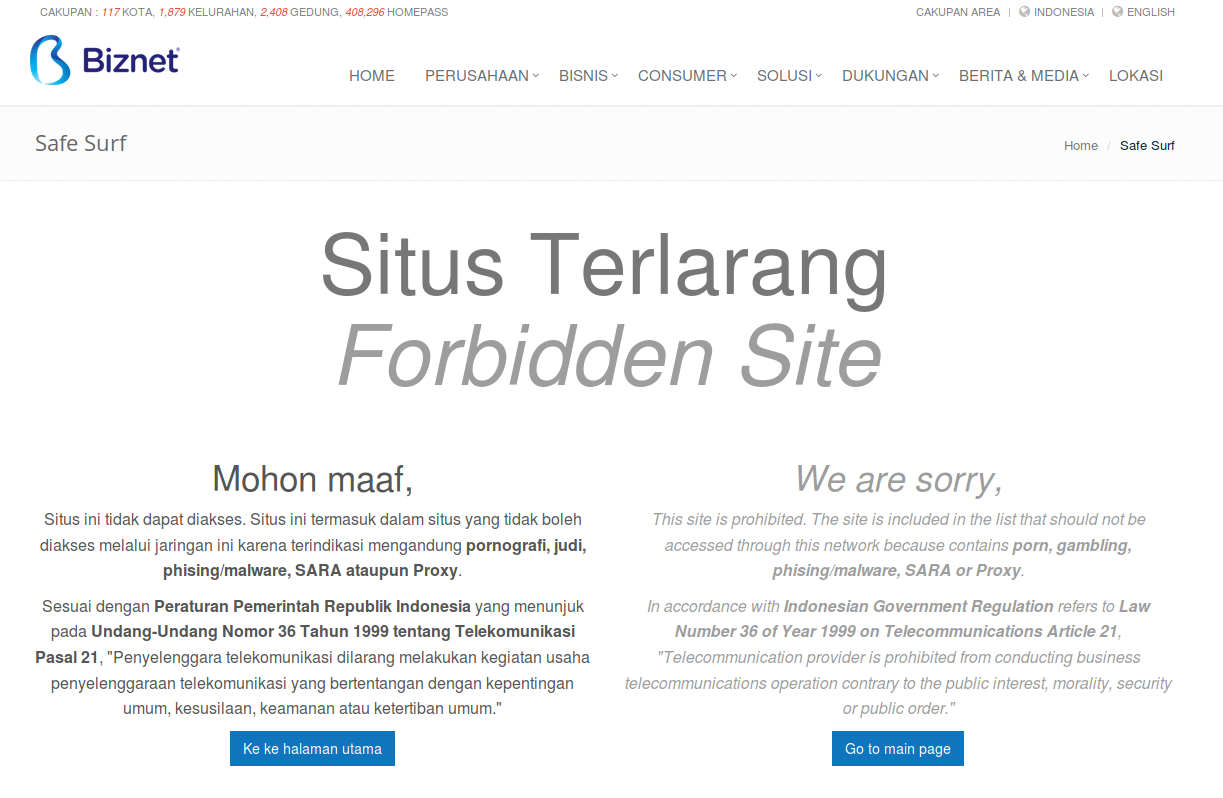 CAKUPAN : 117 KOTA, 1,879 KELURAHAN, 2,408 GEDUNG, 408,296 HOMEPASS
CAKUPAN AREA | INDONESIA | ENGLISH
Biznet
HOME PERUSAHAAN BISNIS CONSUMER SOLUSI DUKUNGAN BERITA & MEDIA LOKASI
Safe Surf
Home / Safe Surf
Situs Terlarang
Forbidden Site
Mohon maaf,
Situs ini tidak dapat diakses. Situs ini termasuk dalam situs yang tidak boleh
diakses melalui jaringan ini karena terindikasi mengandung pornografi, judi,
phising/malware, SARA ataupun Proxy.
Sesuai dengan Peraturan Pemerintah Republik Indonesia yang menunjuk
pada Undang-Undang Nomor 36 Tahun 1999 tentang Telekomunikasi
Pasal 21, "Penyelenggara telekomunikasi dilarang melakukan kegiatan usaha
penyelenggaraan telekomunikasi yang bertentangan dengan kepentingan
umum, kesusilaan, keamanan atau ketertiban umum."
Ke ke halaman utama
We are sorry,
This site is prohibited. The site is included in the list that should not be
accessed through this network because contains porn, gambling,
phising/malware, SARA or Proxy.
In accordance with Indonesian Government Regulation refers to Law
Number 36 of Year 1999 on Telecommunications Article 21,
"Telecommunication provider is prohibited from conducting business
telecommunications operation contrary to the public interest, morality, security
or public order."
Go to main page